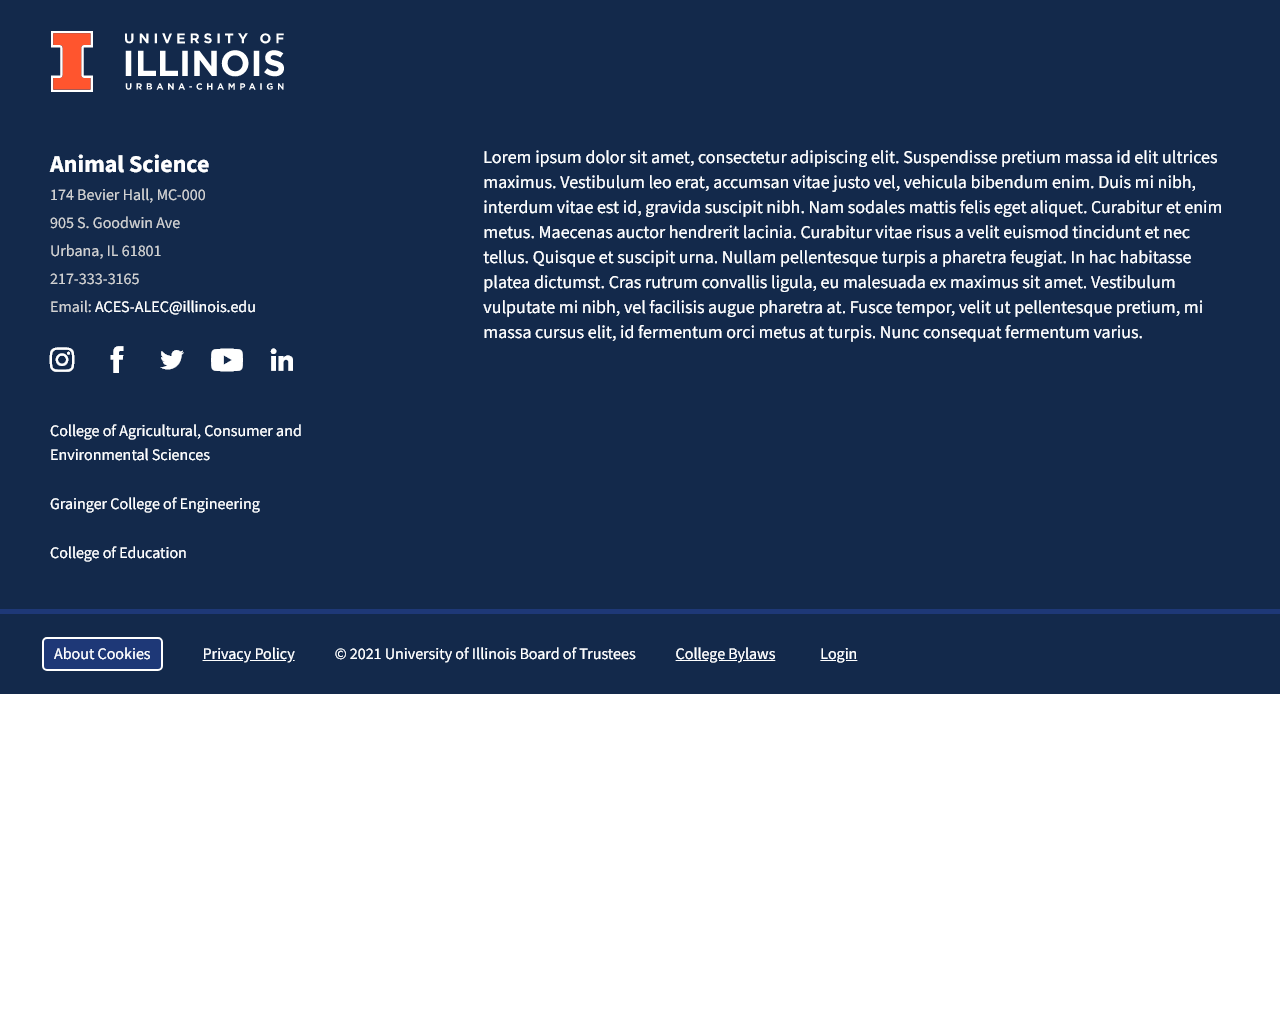 UNIVERSITY OF
ILLINOIS
URBANA-CHAMPAIGN
Animal Science
174 Bevier Hall, MC-000
905 S. Goodwin Ave
Urbana, IL 61801
217-333-3165
Email: ACES-ALEC@illinois.edu
College of Agricultural, Consumer and
Environmental Sciences
Grainger College of Engineering
College of Education
Lorem ipsum dolor sit amet, consectetur adipiscing elit. Suspendisse pretium massa id elit ultrices
maximus. Vestibulum leo erat, accumsan vitae justo vel, vehicula bibendum enim. Duis mi nibh,
interdum vitae est id, gravida suscipit nibh. Nam sodales mattis felis eget aliquet. Curabitur et enim
metus. Maecenas auctor hendrerit lacinia. Curabitur vitae risus a velit euismod tincidunt et nec
tellus. Quisque et suscipit urna. Nullam pellentesque turpis a pharetra feugiat. In hac habitasse
platea dictumst. Cras rutrum convallis ligula, eu malesuada ex maximus sit amet. Vestibulum
vulputate mi nibh, vel facilisis augue pharetra at. Fusce tempor, velit ut pellentesque pretium, mi
massa cursus elit, id fermentum orci metus at turpis. Nunc consequat fermentum varius.
About Cookies
Privacy Policy
© 2021 University of Illinois Board of Trustees
College Bylaws
Login